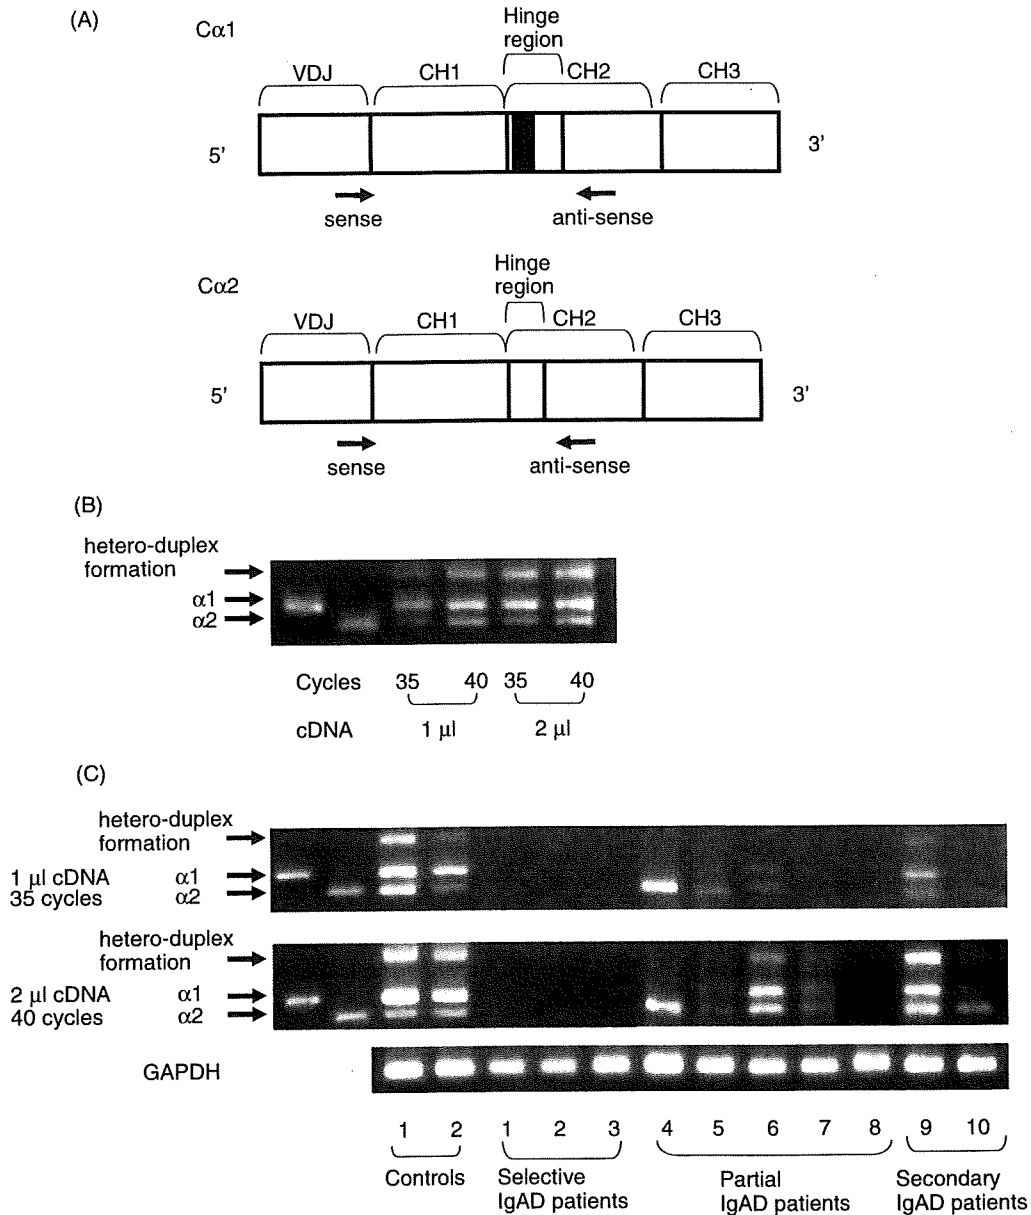 (A)
Cα1
Hinge
region
VDJ CH1 CH2 CH3
5' 3'
sense anti-sense
Cα2
Hinge
region
VDJ CH1 CH2 CH3
5' 3'
sense anti-sense
(B)
hetero-duplex
formation
α1
α2
Cycles 35 40 35 40
cDNA 1 µl 2 µl
(C)
hetero-duplex
formation
1 µl cDNA α1
35 cycles α2
hetero-duplex
formation
2 µl cDNA α1
40 cycles α2
GAPDH
1 2 1 2 3 4 5 6 7 8 9 10
Controls Selective Partial Secondary
IgAD patients IgAD patients IgAD patients